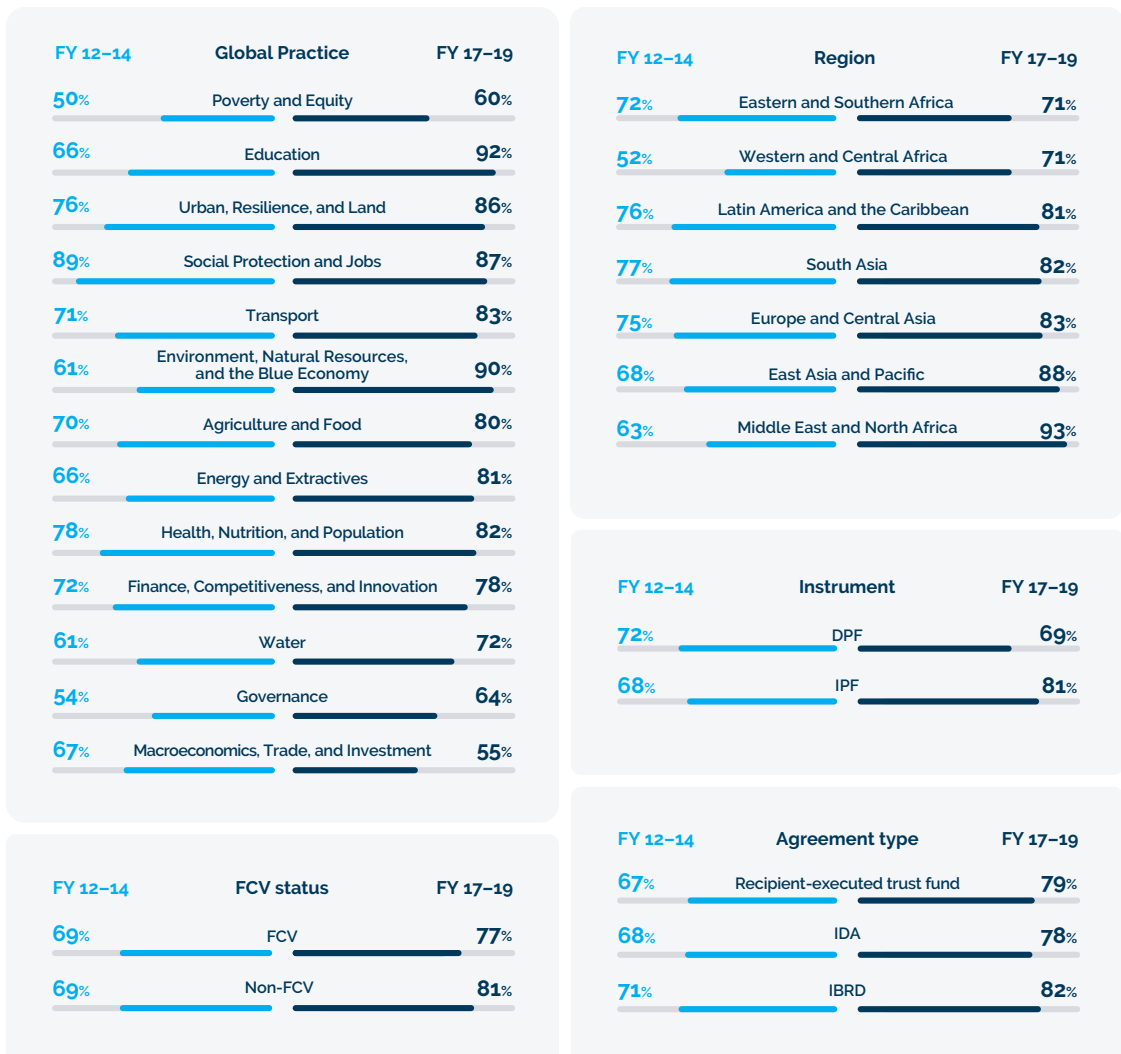 FY 12–14 Global Practice FY 17–19
50% Poverty and Equity 60%
66% Education 92%
76% Urban, Resilience, and Land 86%
89% Social Protection and Jobs 87%
71% Transport 83%
Environment, Natural Resources,
61% and the Blue Economy 90%
70% Agriculture and Food 80%
66% Energy and Extractives 81%
78% Health, Nutrition, and Population 82%
72% Finance, Competitiveness, and Innovation 78%
61% Water 72%
54% Governance 64%
67% Macroeconomics, Trade, and Investment 55%
FY 12–14 FCV status FY 17–19
69% FCV 77%
69% Non-FCV 81%
FY 12–14 Region FY 17–19
72% Eastern and Southern Africa 71%
52% Western and Central Africa 71%
76% Latin America and the Caribbean 81%
77% South Asia 82%
75% Europe and Central Asia 83%
68% East Asia and Pacific 88%
63% Middle East and North Africa 93%
FY 12–14 Instrument FY 17–19
72% DPF 69%
68% IPF 81%
FY 12–14 Agreement type FY 17–19
67% Recipient-executed trust fund 79%
68% IDA 78%
71% IBRD 82%